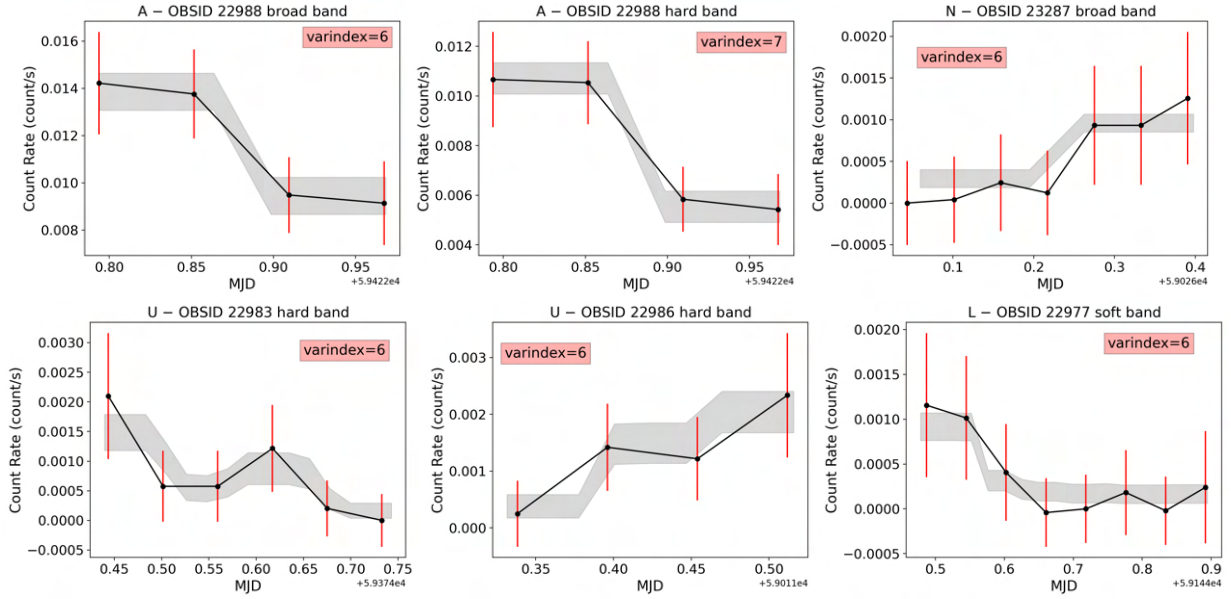 A − OBSID 22988 broad band
varindex=6
Count Rate (count/s)
0.016
0.014
0.012
0.010
0.008
0.80 0.85 0.90 0.95
MJD
+5.9422e4
A − OBSID 22988 hard band
varindex=7
Count Rate (count/s)
0.012
0.010
0.008
0.006
0.004
0.80 0.85 0.90 0.95
MJD
+5.9422e4
N − OBSID 23287 broad band
varindex=6
Count Rate (count/s)
0.0020
0.0015
0.0010
0.0005
0.0000
−0.0005
0.1 0.2 0.3 0.4
MJD
+5.9026e4
U − OBSID 22983 hard band
varindex=6
Count Rate (count/s)
0.0030
0.0025
0.0020
0.0015
0.0010
0.0005
0.0000
−0.0005
0.45 0.50 0.55 0.60 0.65 0.70 0.75
MJD
+5.9374e4
U − OBSID 22986 hard band
varindex=6
Count Rate (count/s)
0.003
0.002
0.001
0.000
0.35 0.40 0.45 0.50
MJD
+5.9011e4
L − OBSID 22977 soft band
varindex=6
Count Rate (count/s)
0.0020
0.0015
0.0010
0.0005
0.0000
−0.0005
0.5 0.6 0.7 0.8 0.9
MJD
+5.9144e4